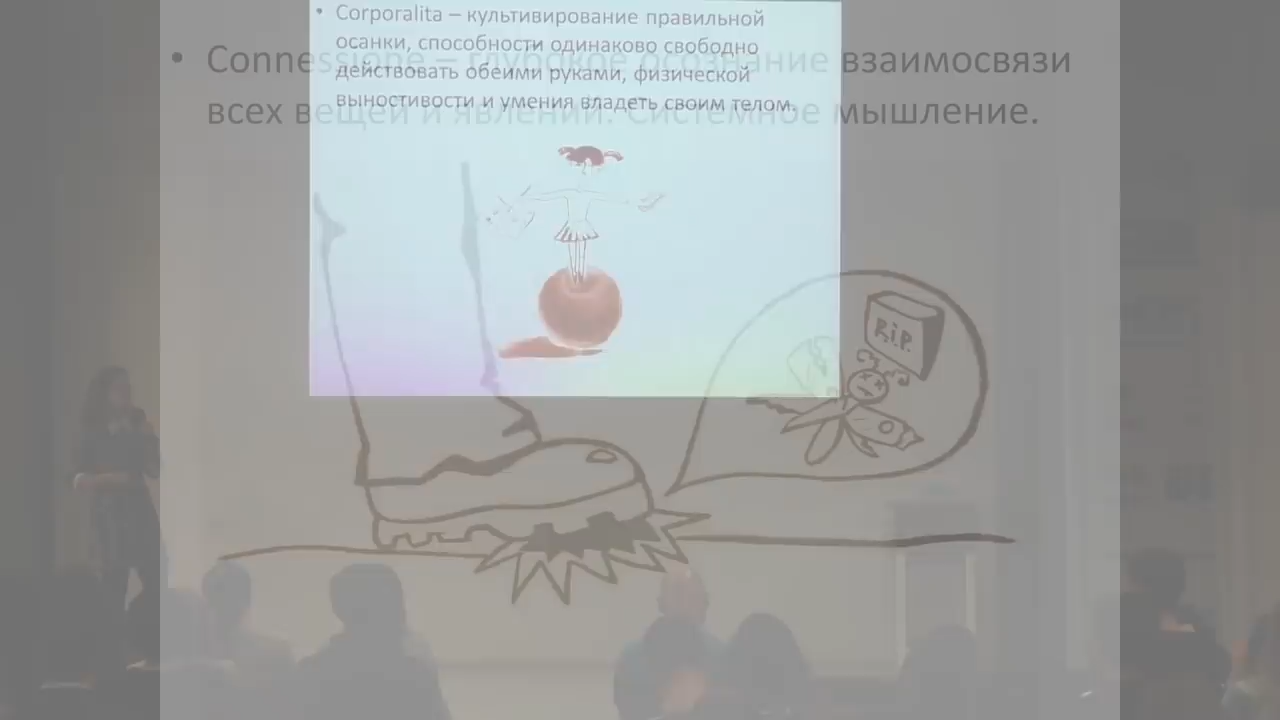 • Corporalita – культивирование правильной
осанки, способности одинаково свободно
действовать обеими руками, физической
выностивости и умения владеть своим телом.
• Connessione – глубокое осознание взаимосвязи
всех вещей и явлений. Системное мышление.
R.i.P.